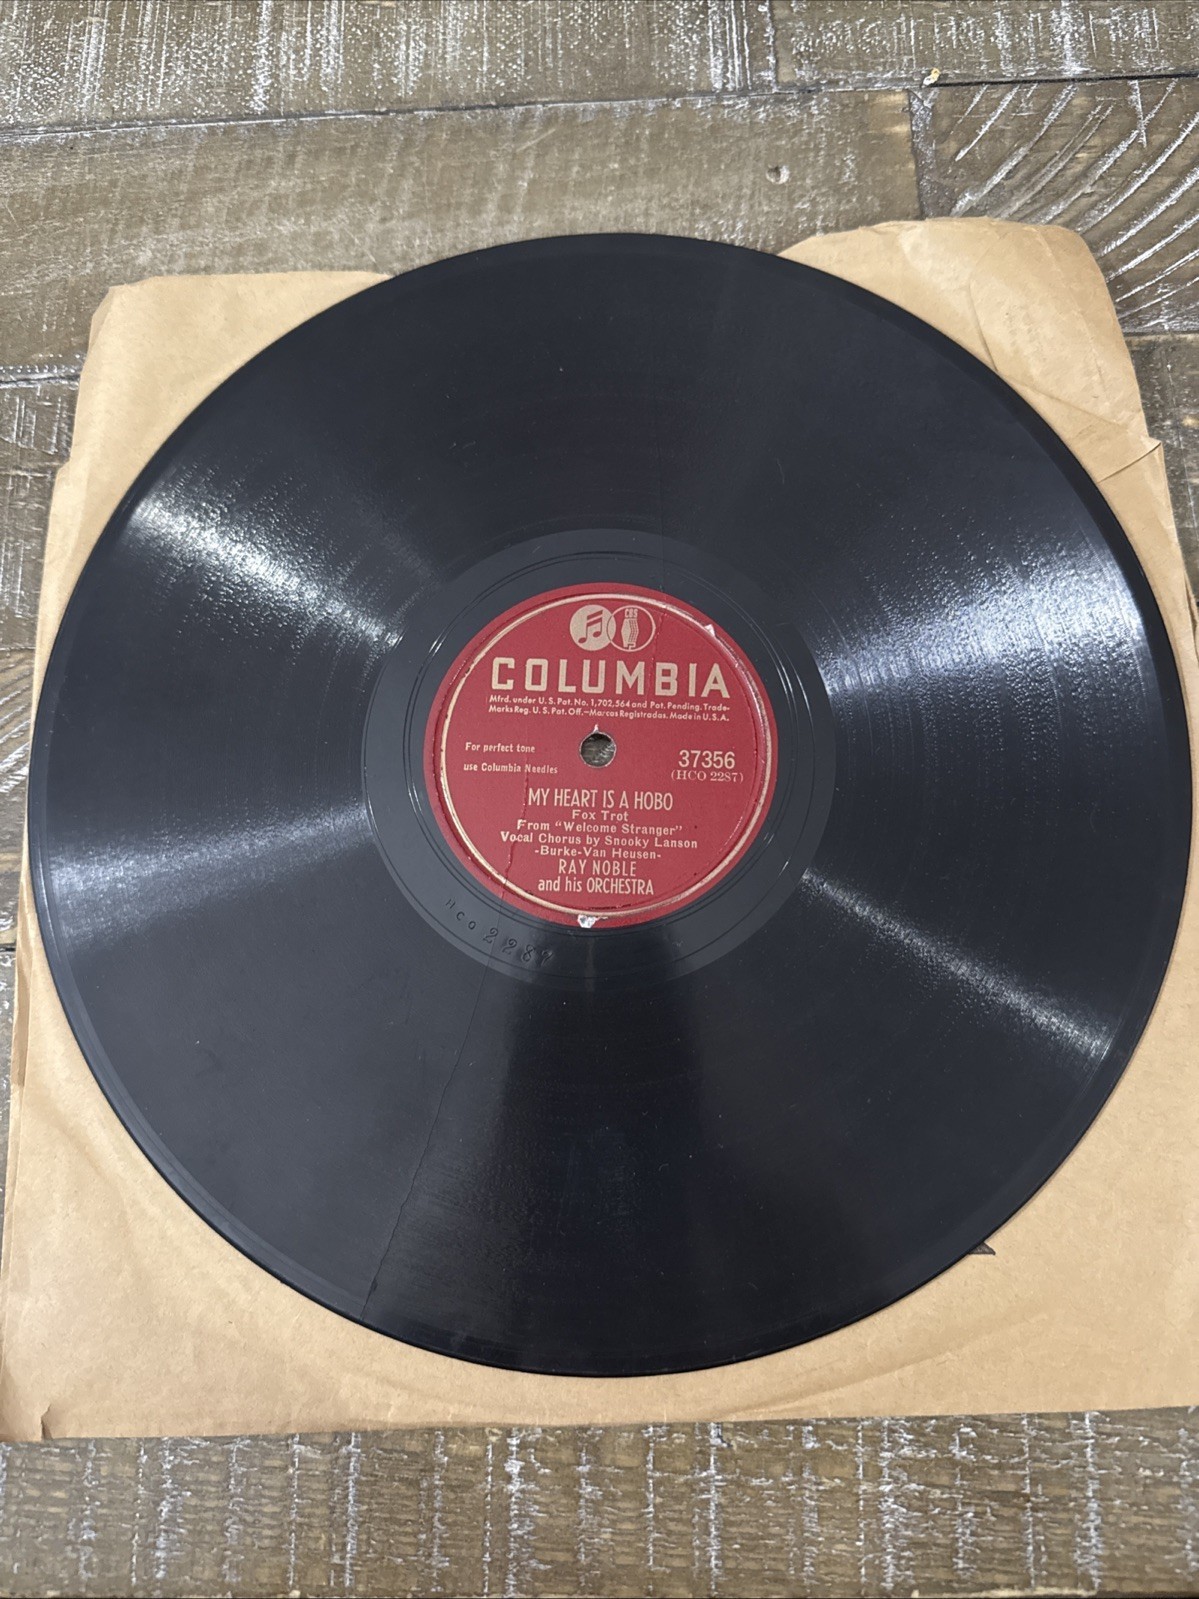 CBS
COLUMBIA
Mfrd. under U.S. Pat. No. 1,702,564 and Pat. Pending. Trade-
Marks Reg. U.S. Pat. Off.–Marcas Registradas. Made in U.S.A.
For perfect tone
use Columbia Needles
37356
(HCO 2287)
MY HEART IS A HOBO
Fox Trot
From "Welcome Stranger"
Vocal Chorus by Snooky Lanson
-Burke-Van Heusen-
RAY NOBLE
and his ORCHESTRA
HCO 2287